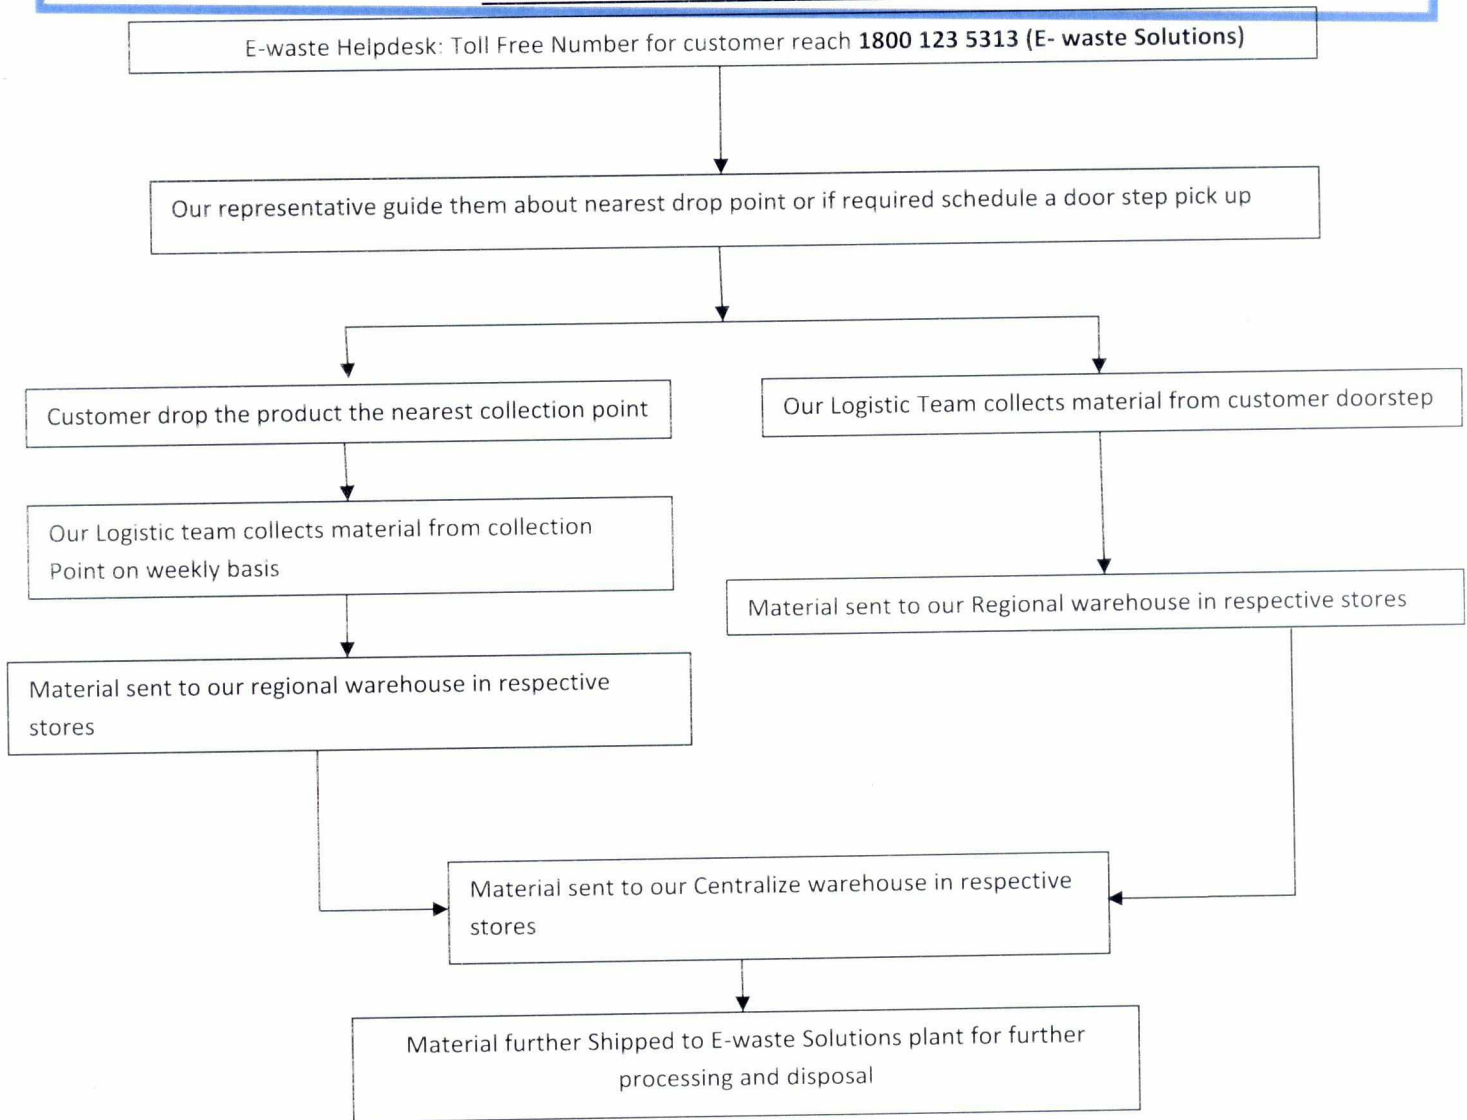 E-waste Helpdesk: Toll Free Number for customer reach 1800 123 5313 (E- waste Solutions)
Our representative guide them about nearest drop point or if required schedule a door step pick up
Customer drop the product the nearest collection point
Our Logistic Team collects material from customer doorstep
Our Logistic team collects material from collection
Point on weekly basis
Material sent to our Regional warehouse in respective stores
Material sent to our regional warehouse in respective
stores
Material sent to our Centralize warehouse in respective
stores
Material further Shipped to E-waste Solutions plant for further
processing and disposal